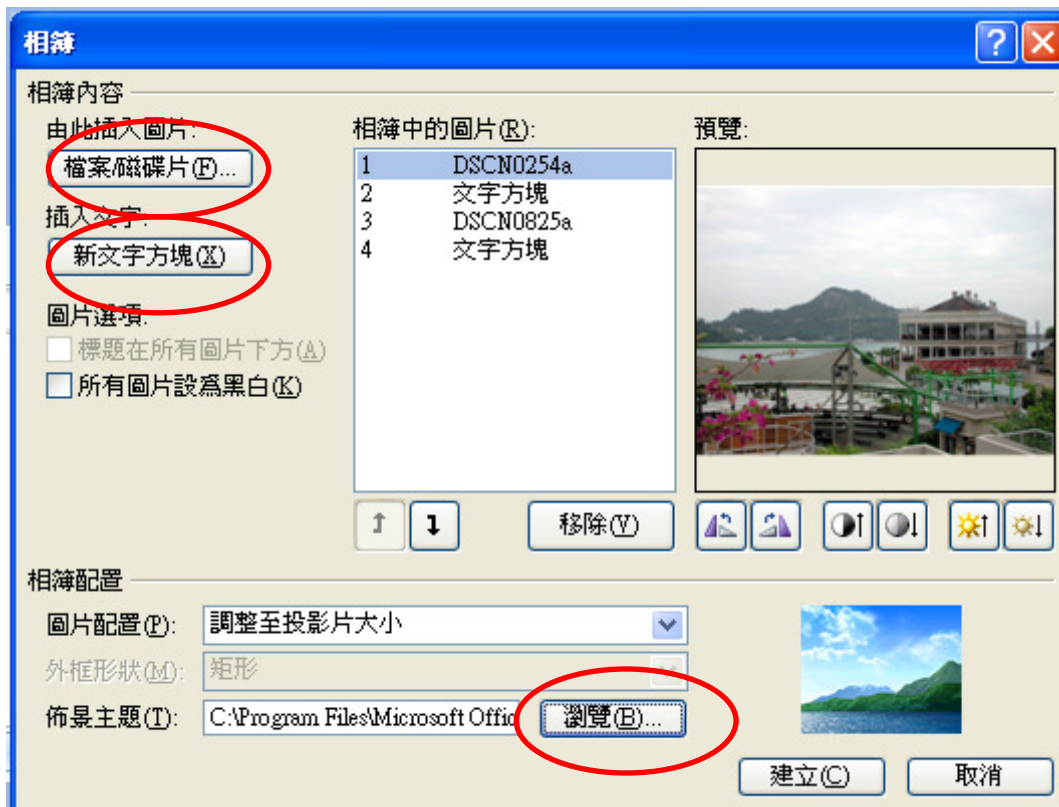 相簿
相簿內容
由此插入圖片:
檔案/磁碟片(F)...
插入文字:
新文字方塊(X)
圖片選項:
標題在所有圖片下方(A)
所有圖片設爲黑白(K)
相簿中的圖片(R):
1 DSCN0254a
2 文字方塊
3 DSCN0825a
4 文字方塊
移除(V)
預覽:
相簿配置
圖片配置(P): 調整至投影片大小
外框形狀(M): 矩形
佈景主題(T): C:\Program Files\Microsoft Offic 瀏覽(B)...
建立(C) 取消